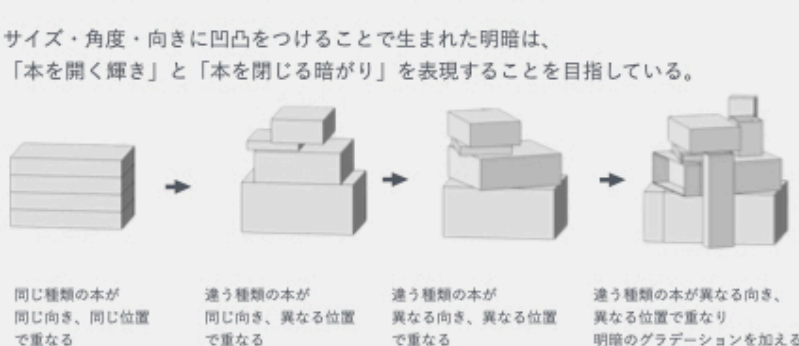 サイズ・角度・向きに凹凸をつけることで生まれた明暗は、
「本を開く輝き」と「本を閉じる暗がり」を表現することを目指している。
同じ種類の本が
同じ向き、同じ位置
で重なる
違う種類の本が
同じ向き、異なる位置
で重なる
違う種類の本が
異なる向き、異なる位置
で重なる
違う種類の本が異なる向き、
異なる位置で重なり
明暗のグラデーションを加える